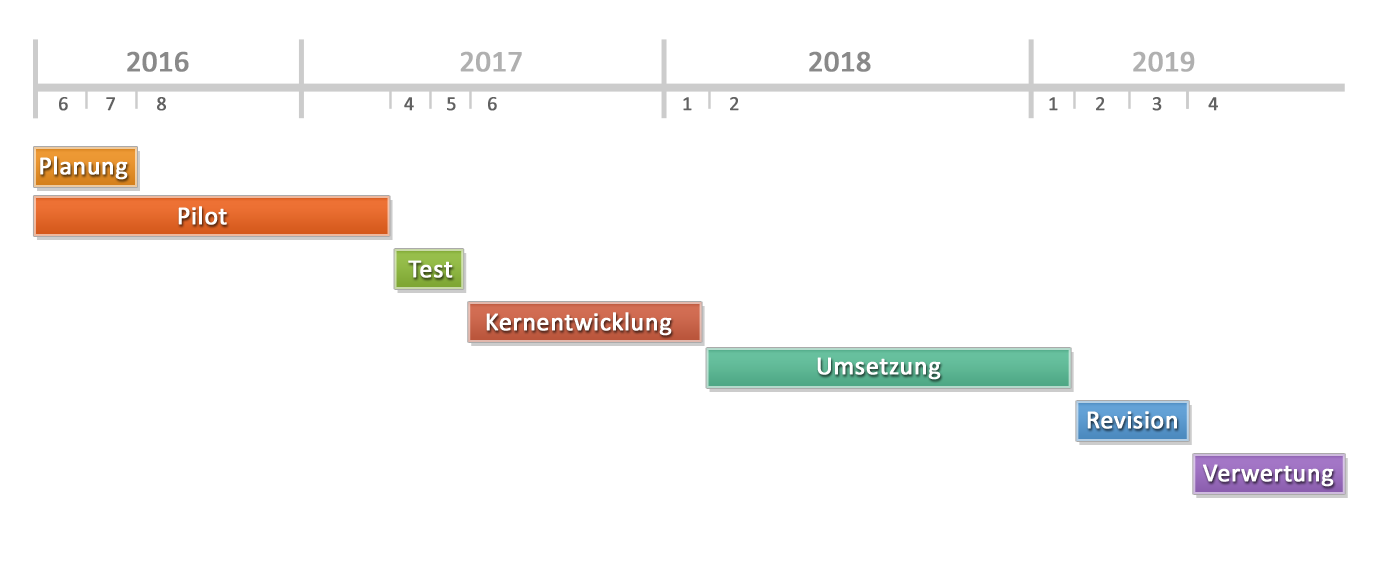 2016 2017 2018 2019
6 7 8 4 5 6 1 2 1 2 3 4
Planung
Pilot
Test
Kernentwicklung
Umsetzung
Revision
Verwertung